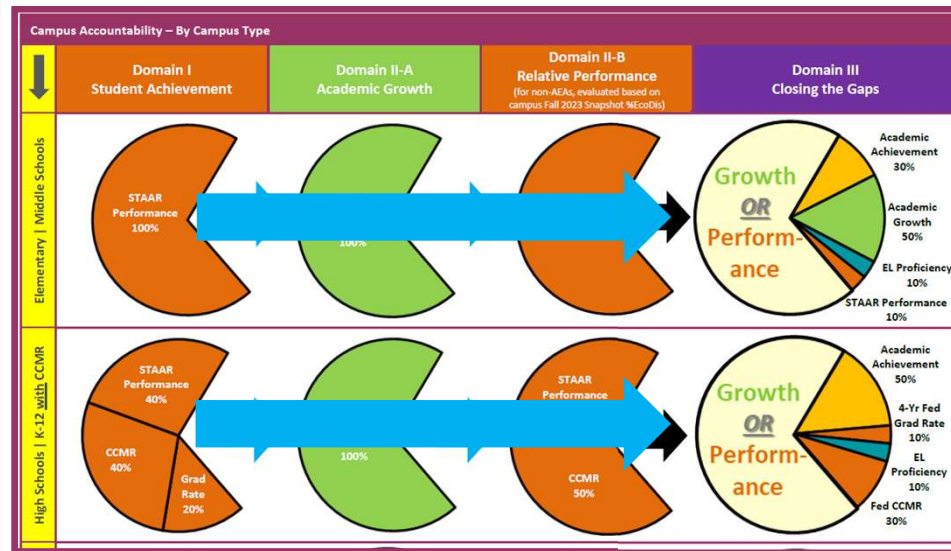 Campus Accountability – By Campus Type
Domain I
Student Achievement
Domain II-A
Academic Growth
Domain II-B
Relative Performance
(for non-AEAs, evaluated based on
campus Fall 2023 Snapshot %EcoDis)
Domain III
Closing the Gaps
Elementary | Middle Schools
STAAR
Performance
100%
100%
Growth
OR
Perform-
ance
Academic
Achievement
30%
Academic
Growth
50%
EL Proficiency
10%
STAAR Performance
10%
High Schools | K-12 with CCMR
STAAR
Performance
40%
CCMR
40%
Grad
Rate
20%
100%
STAAR
Performance
CCMR
50%
Growth
OR
Perform-
ance
Academic
Achievement
50%
4-Yr Fed
Grad Rate
10%
EL
Proficiency
10%
Fed CCMR
30%